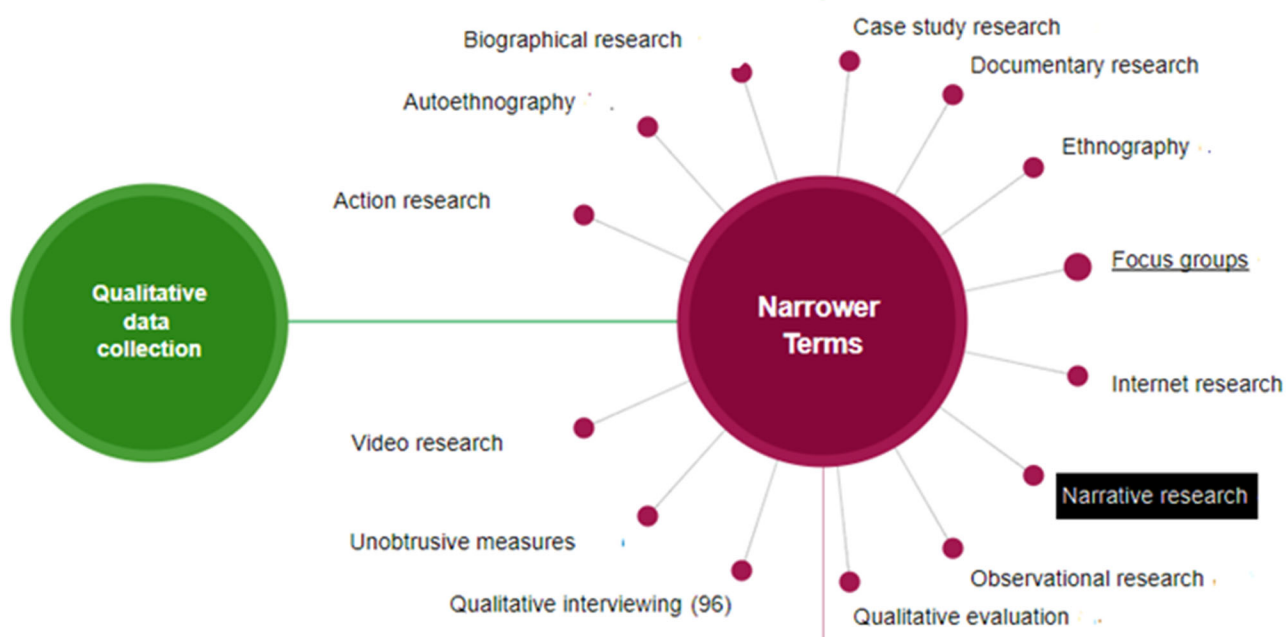 Biographical research
Case study research
Documentary research
Autoethnography
Ethnography
Action research
Focus groups
Qualitative
data
collection
Narrower
Terms
Internet research
Video research
Narrative research
Unobtrusive measures
Observational research
Qualitative interviewing (96)
Qualitative evaluation